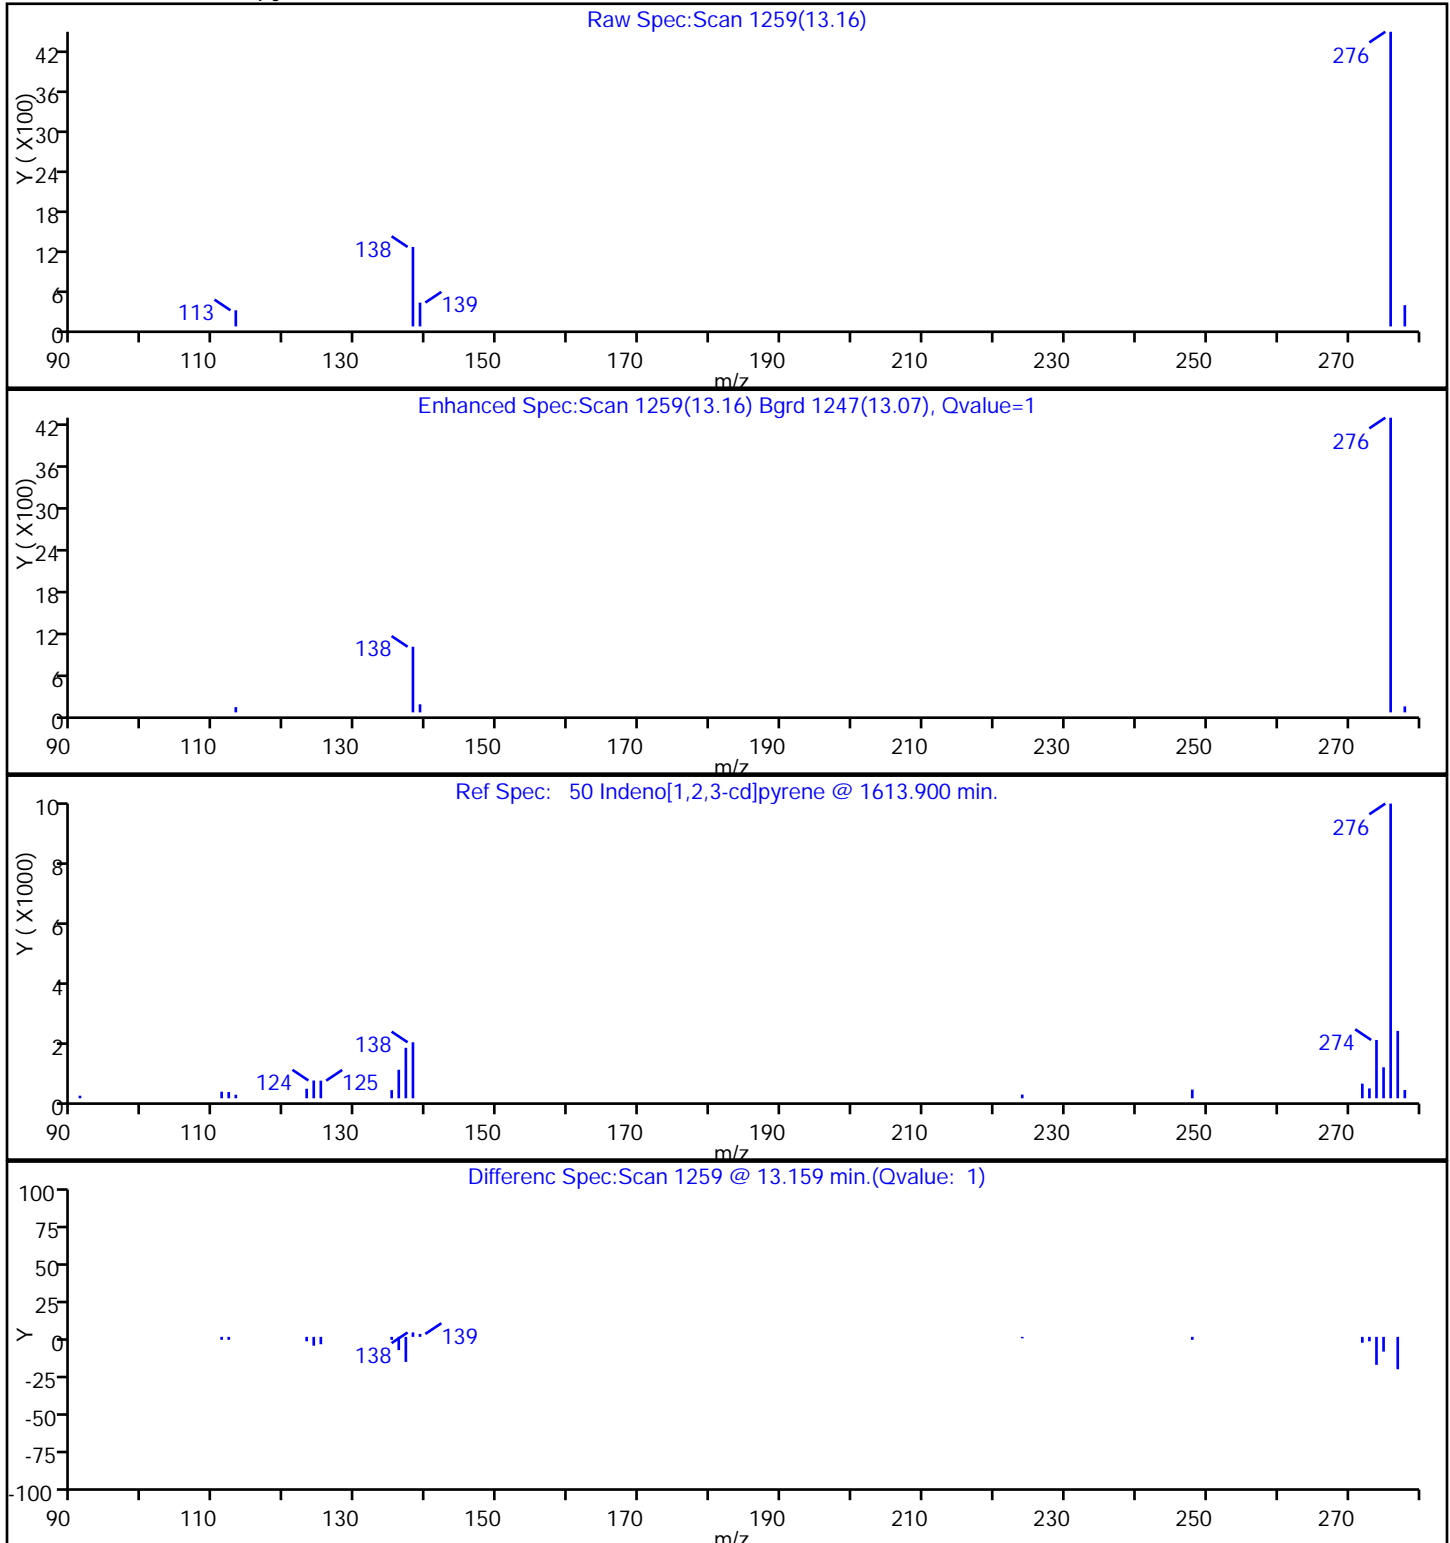 Raw Spec:Scan 1259(13.16)
42
36
30
24
18
12
6
0
Y ( X100)
276
138
139
113
90 110 130 150 170 190 210 230 250 270
m/z
Enhanced Spec:Scan 1259(13.16) Bgrd 1247(13.07), Qvalue=1
42
36
30
24
18
12
6
0
Y ( X100)
276
138
90 110 130 150 170 190 210 230 250 270
m/z
Ref Spec: 50 Indeno[1,2,3-cd]pyrene @ 1613.900 min.
10
8
6
4
2
0
Y ( X1000)
276
274
138
124 125
90 110 130 150 170 190 210 230 250 270
m/z
Differenc Spec:Scan 1259 @ 13.159 min.(Qvalue: 1)
100
75
50
25
0
-25
-50
-75
-100
Y
139
138
90 110 130 150 170 190 210 230 250 270
m/z